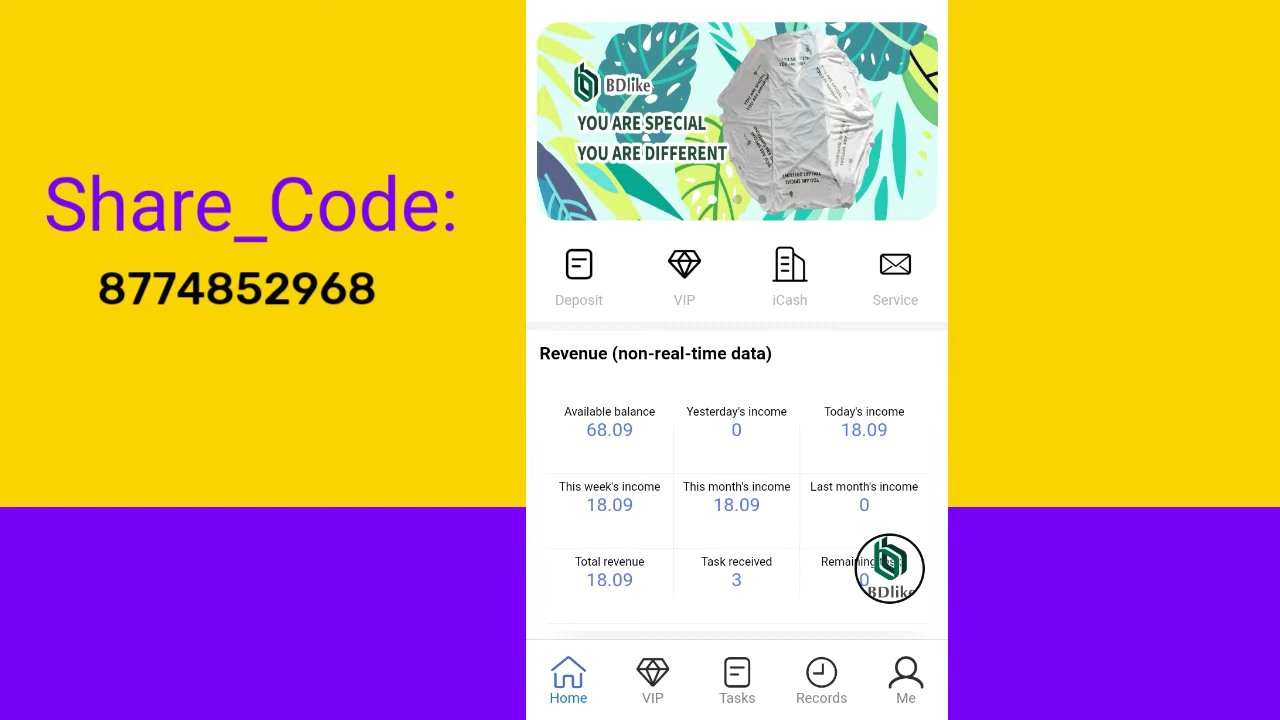 Share_Code:
8774852968
BDlike
YOU ARE SPECIAL
YOU ARE DIFFERENT
Deposit VIP iCash Service
Revenue (non-real-time data)
Available balance Yesterday's income Today's income
68.09 0 18.09
This week's income This month's income Last month's income
18.09 18.09 0
Total revenue Task received Remaining
18.09 3 0
BDlike
Home VIP Tasks Records Me